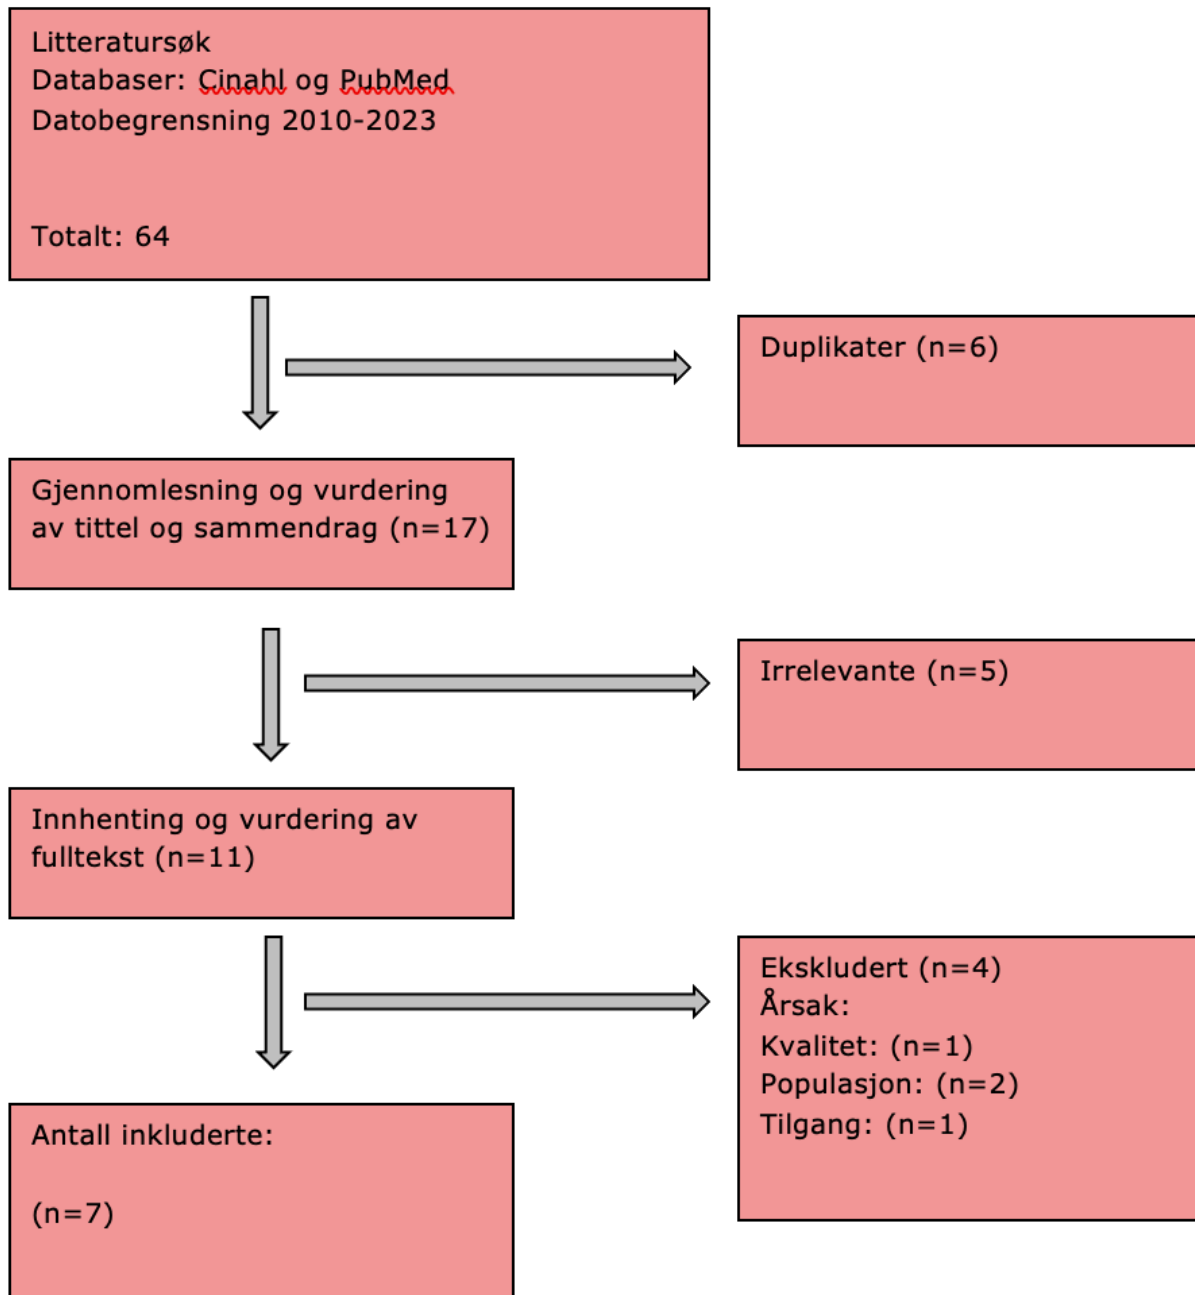 Litteratursøk
Databaser: Cinahl og PubMed
Datobegrensning 2010-2023
Totalt: 64
Duplikater (n=6)
Gjennomlesning og vurdering
av tittel og sammendrag (n=17)
Irrelevante (n=5)
Innhenting og vurdering av
fulltekst (n=11)
Ekskludert (n=4)
Årsak:
Kvalitet: (n=1)
Populasjon: (n=2)
Tilgang: (n=1)
Antall inkluderte:
(n=7)